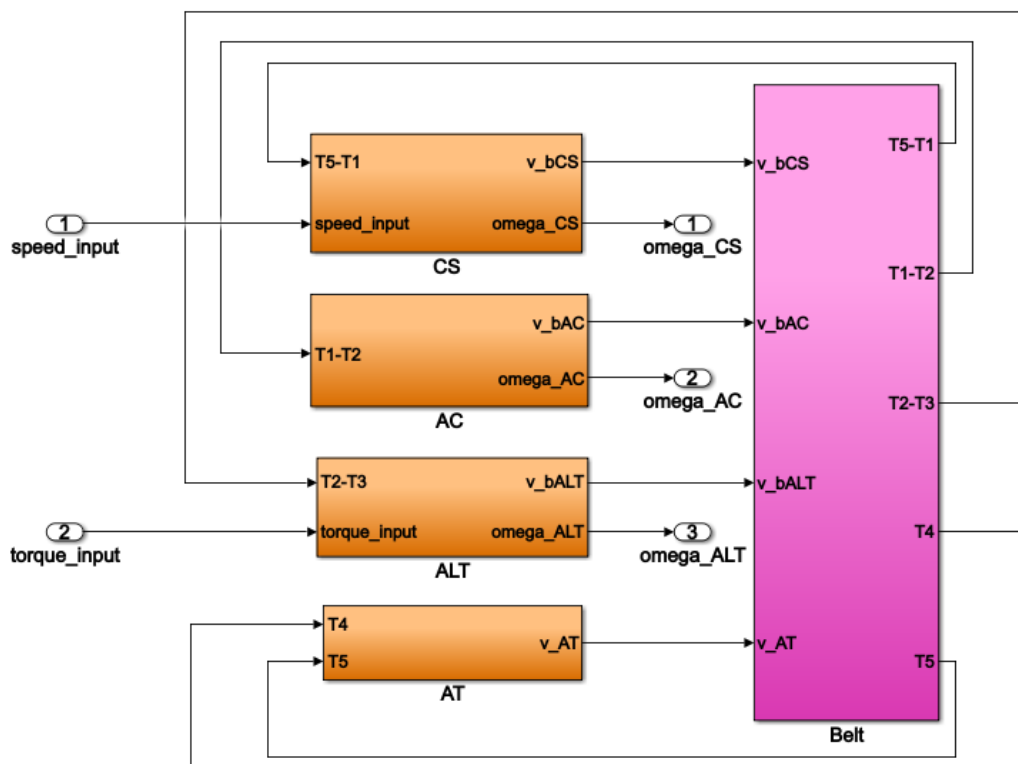 T5-T1
T5-T1
v_bCS
v_bCS
1
speed_input
speed_input
omega_CS
1
omega_CS
CS
T1-T2
v_bAC
v_bAC
T1-T2
omega_AC
2
omega_AC
AC
T2-T3
T2-T3
v_bALT
v_bALT
2
torque_input
torque_input
omega_ALT
3
omega_ALT
T4
ALT
T4
T5
v_AT
v_AT
T5
AT
Belt